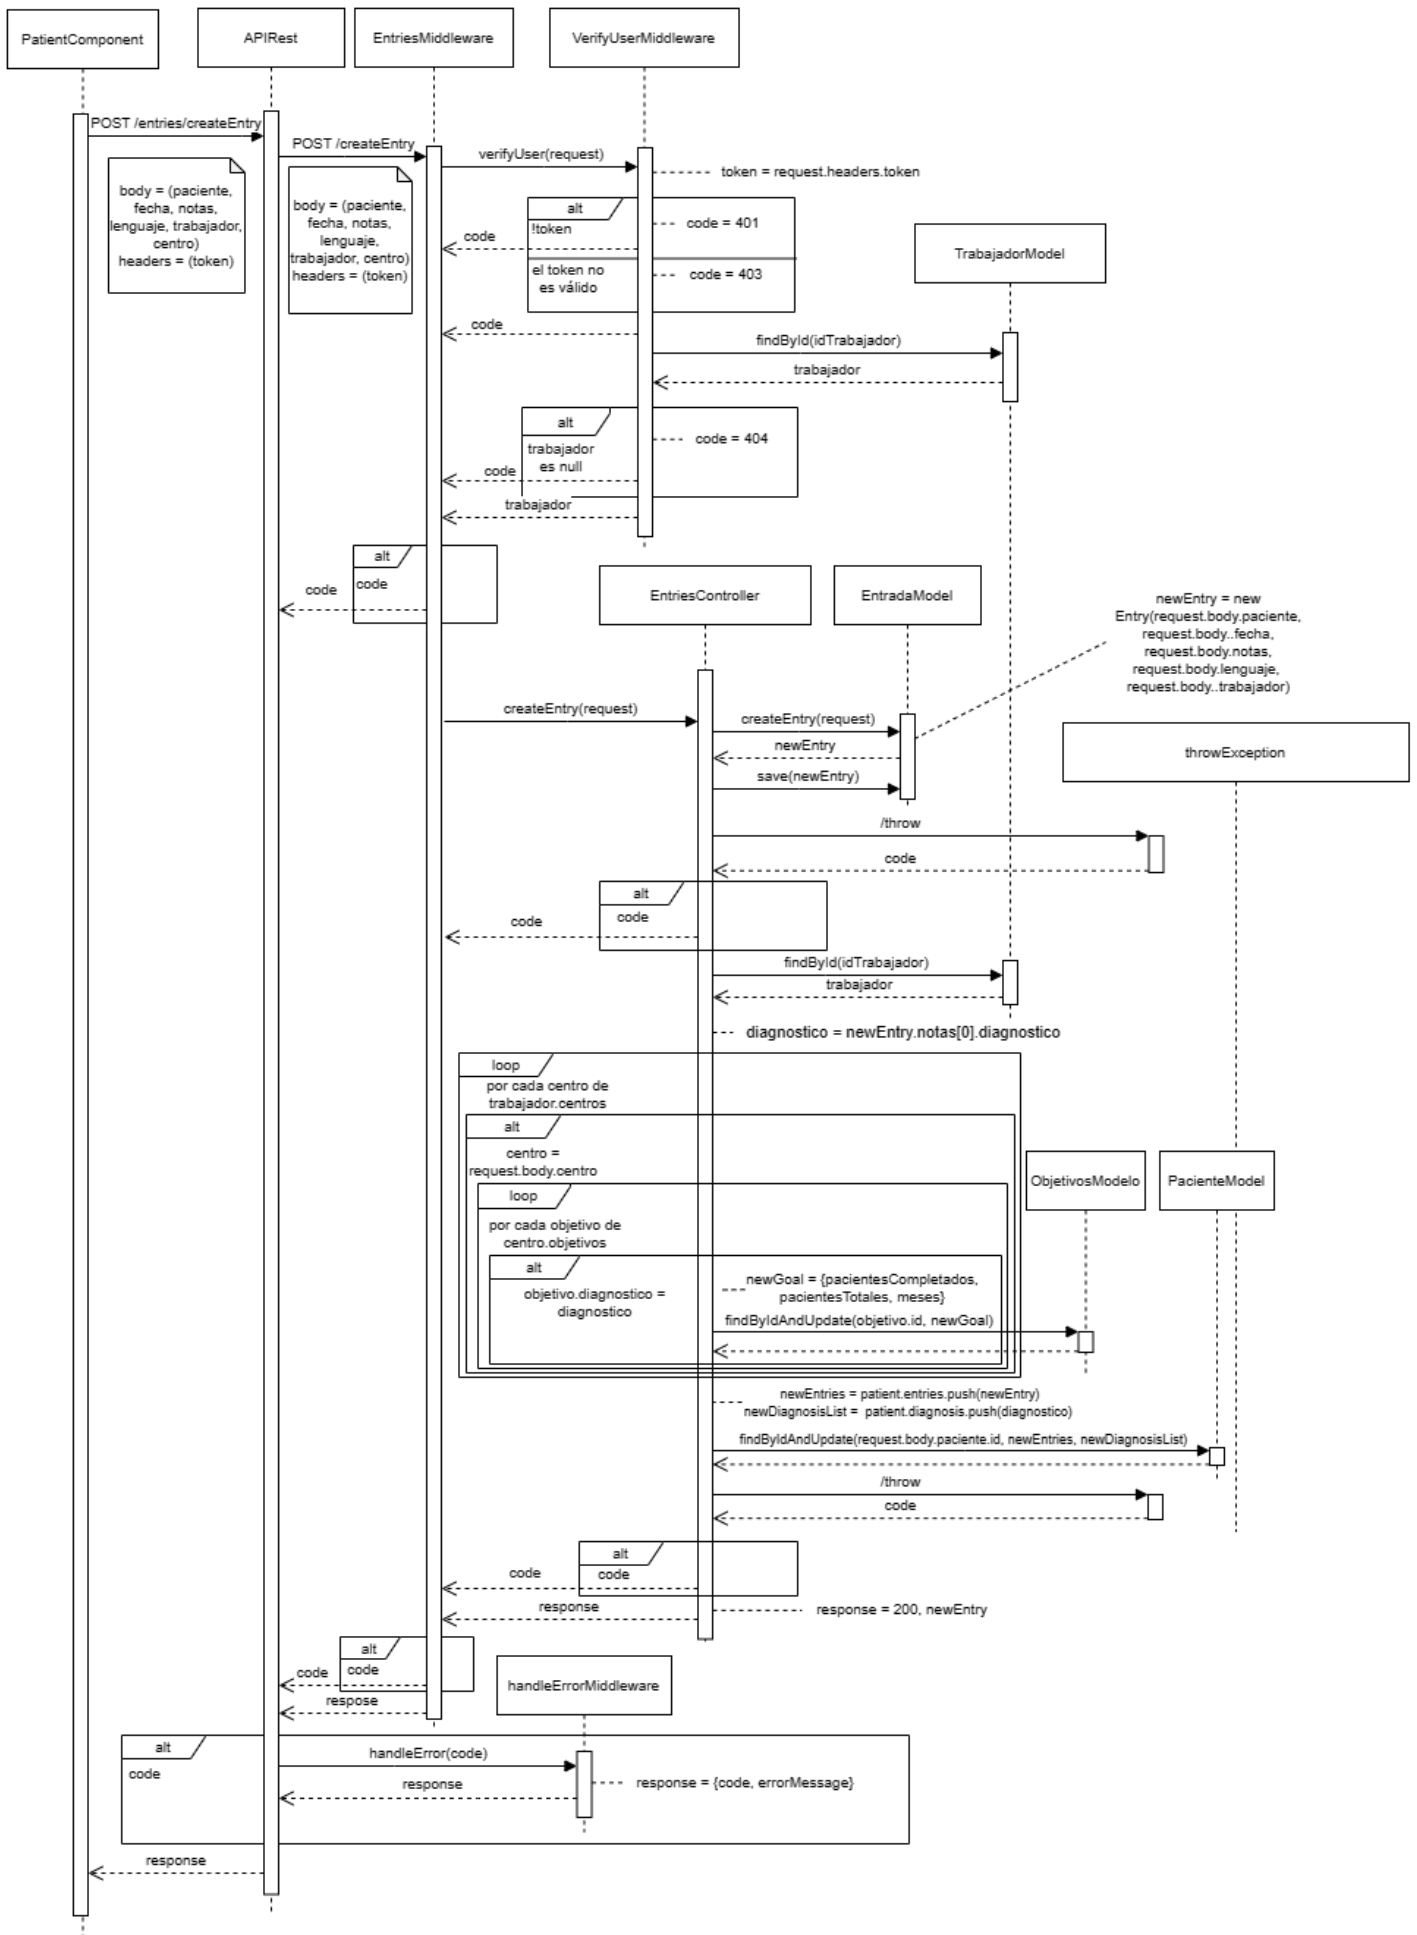 PatientComponent
APIRest
EntriesMiddleware
VerifyUserMiddleware
POST /entries/createEntry
POST /createEntry
verifyUser(request)
token = request.headers.token
body = (paciente,
fecha, notas,
lenguaje, trabajador,
centro)
headers = (token)
body = (paciente,
fecha, notas,
lenguaje,
trabajador, centro)
headers = (token)
alt
!token
code = 401
code
el token no
es válido
code = 403
code
TrabajadorModel
findById(idTrabajador)
trabajador
alt
trabajador
es null
code = 404
code
trabajador
alt
code
code
EntriesController
EntradaModel
newEntry = new
Entry(request.body.paciente,
request.body..fecha,
request.body.notas,
request.body.lenguaje,
request.body..trabajador)
createEntry(request)
createEntry(request)
newEntry
save(newEntry)
throwException
/throw
code
alt
code
code
findById(idTrabajador)
trabajador
diagnostico = newEntry.notas[0].diagnostico
loop
por cada centro de
trabajador.centros
alt
centro =
request.body.centro
loop
por cada objetivo de
centro.objetivos
alt
objetivo.diagnostico =
diagnostico
newGoal = {pacientesCompletados,
pacientesTotales, meses}
findByIdAndUpdate(objetivo.id, newGoal)
ObjetivosModelo
PacienteModel
newEntries = patient.entries.push(newEntry)
newDiagnosisList = patient.diagnosis.push(diagnostico)
findByIdAndUpdate(request.body.paciente.id, newEntries, newDiagnosisList)
/throw
code
alt
code
code
response
response = 200, newEntry
alt
code
code
respose
handleErrorMiddleware
alt
code
handleError(code)
response
response = {code, errorMessage}
response